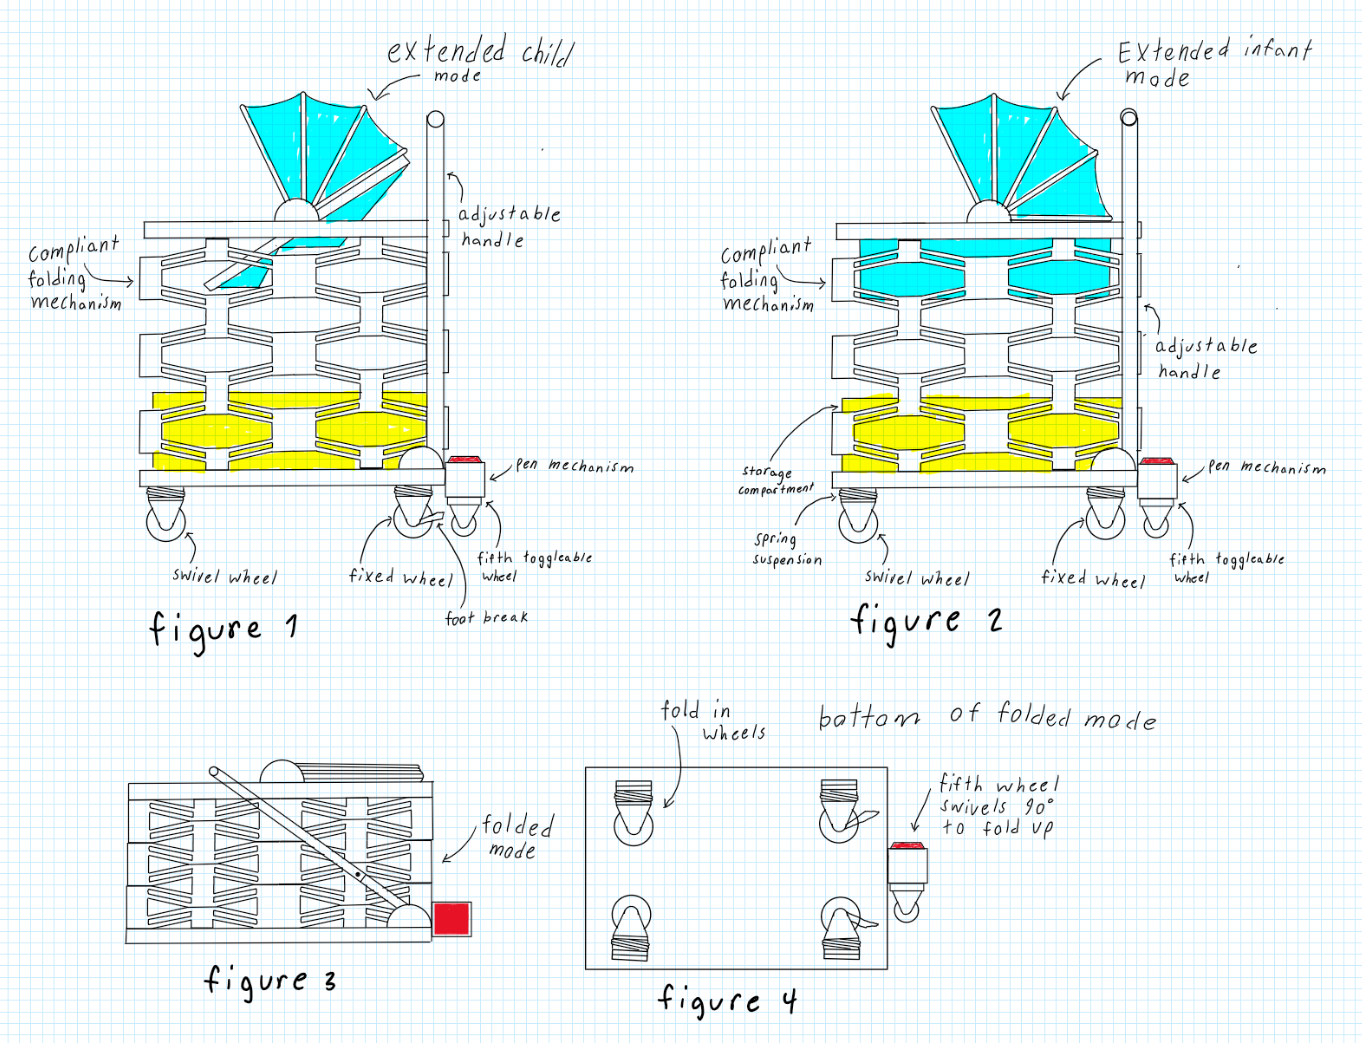 extended child
mode
adjustable
handle
compliant
folding
mechanism
pen mechanism
swivel wheel
fixed wheel
fifth toggleable
wheel
foot break
figure 1
Extended infant
mode
compliant
folding
mechanism
adjustable
handle
storage
compartment
spring
suspension
pen mechanism
swivel wheel
fixed wheel
fifth toggleable
wheel
figure 2
folded
mode
figure 3
fold in
wheels
bottom of folded mode
fifth wheel
swivels 90°
to fold up
figure 4